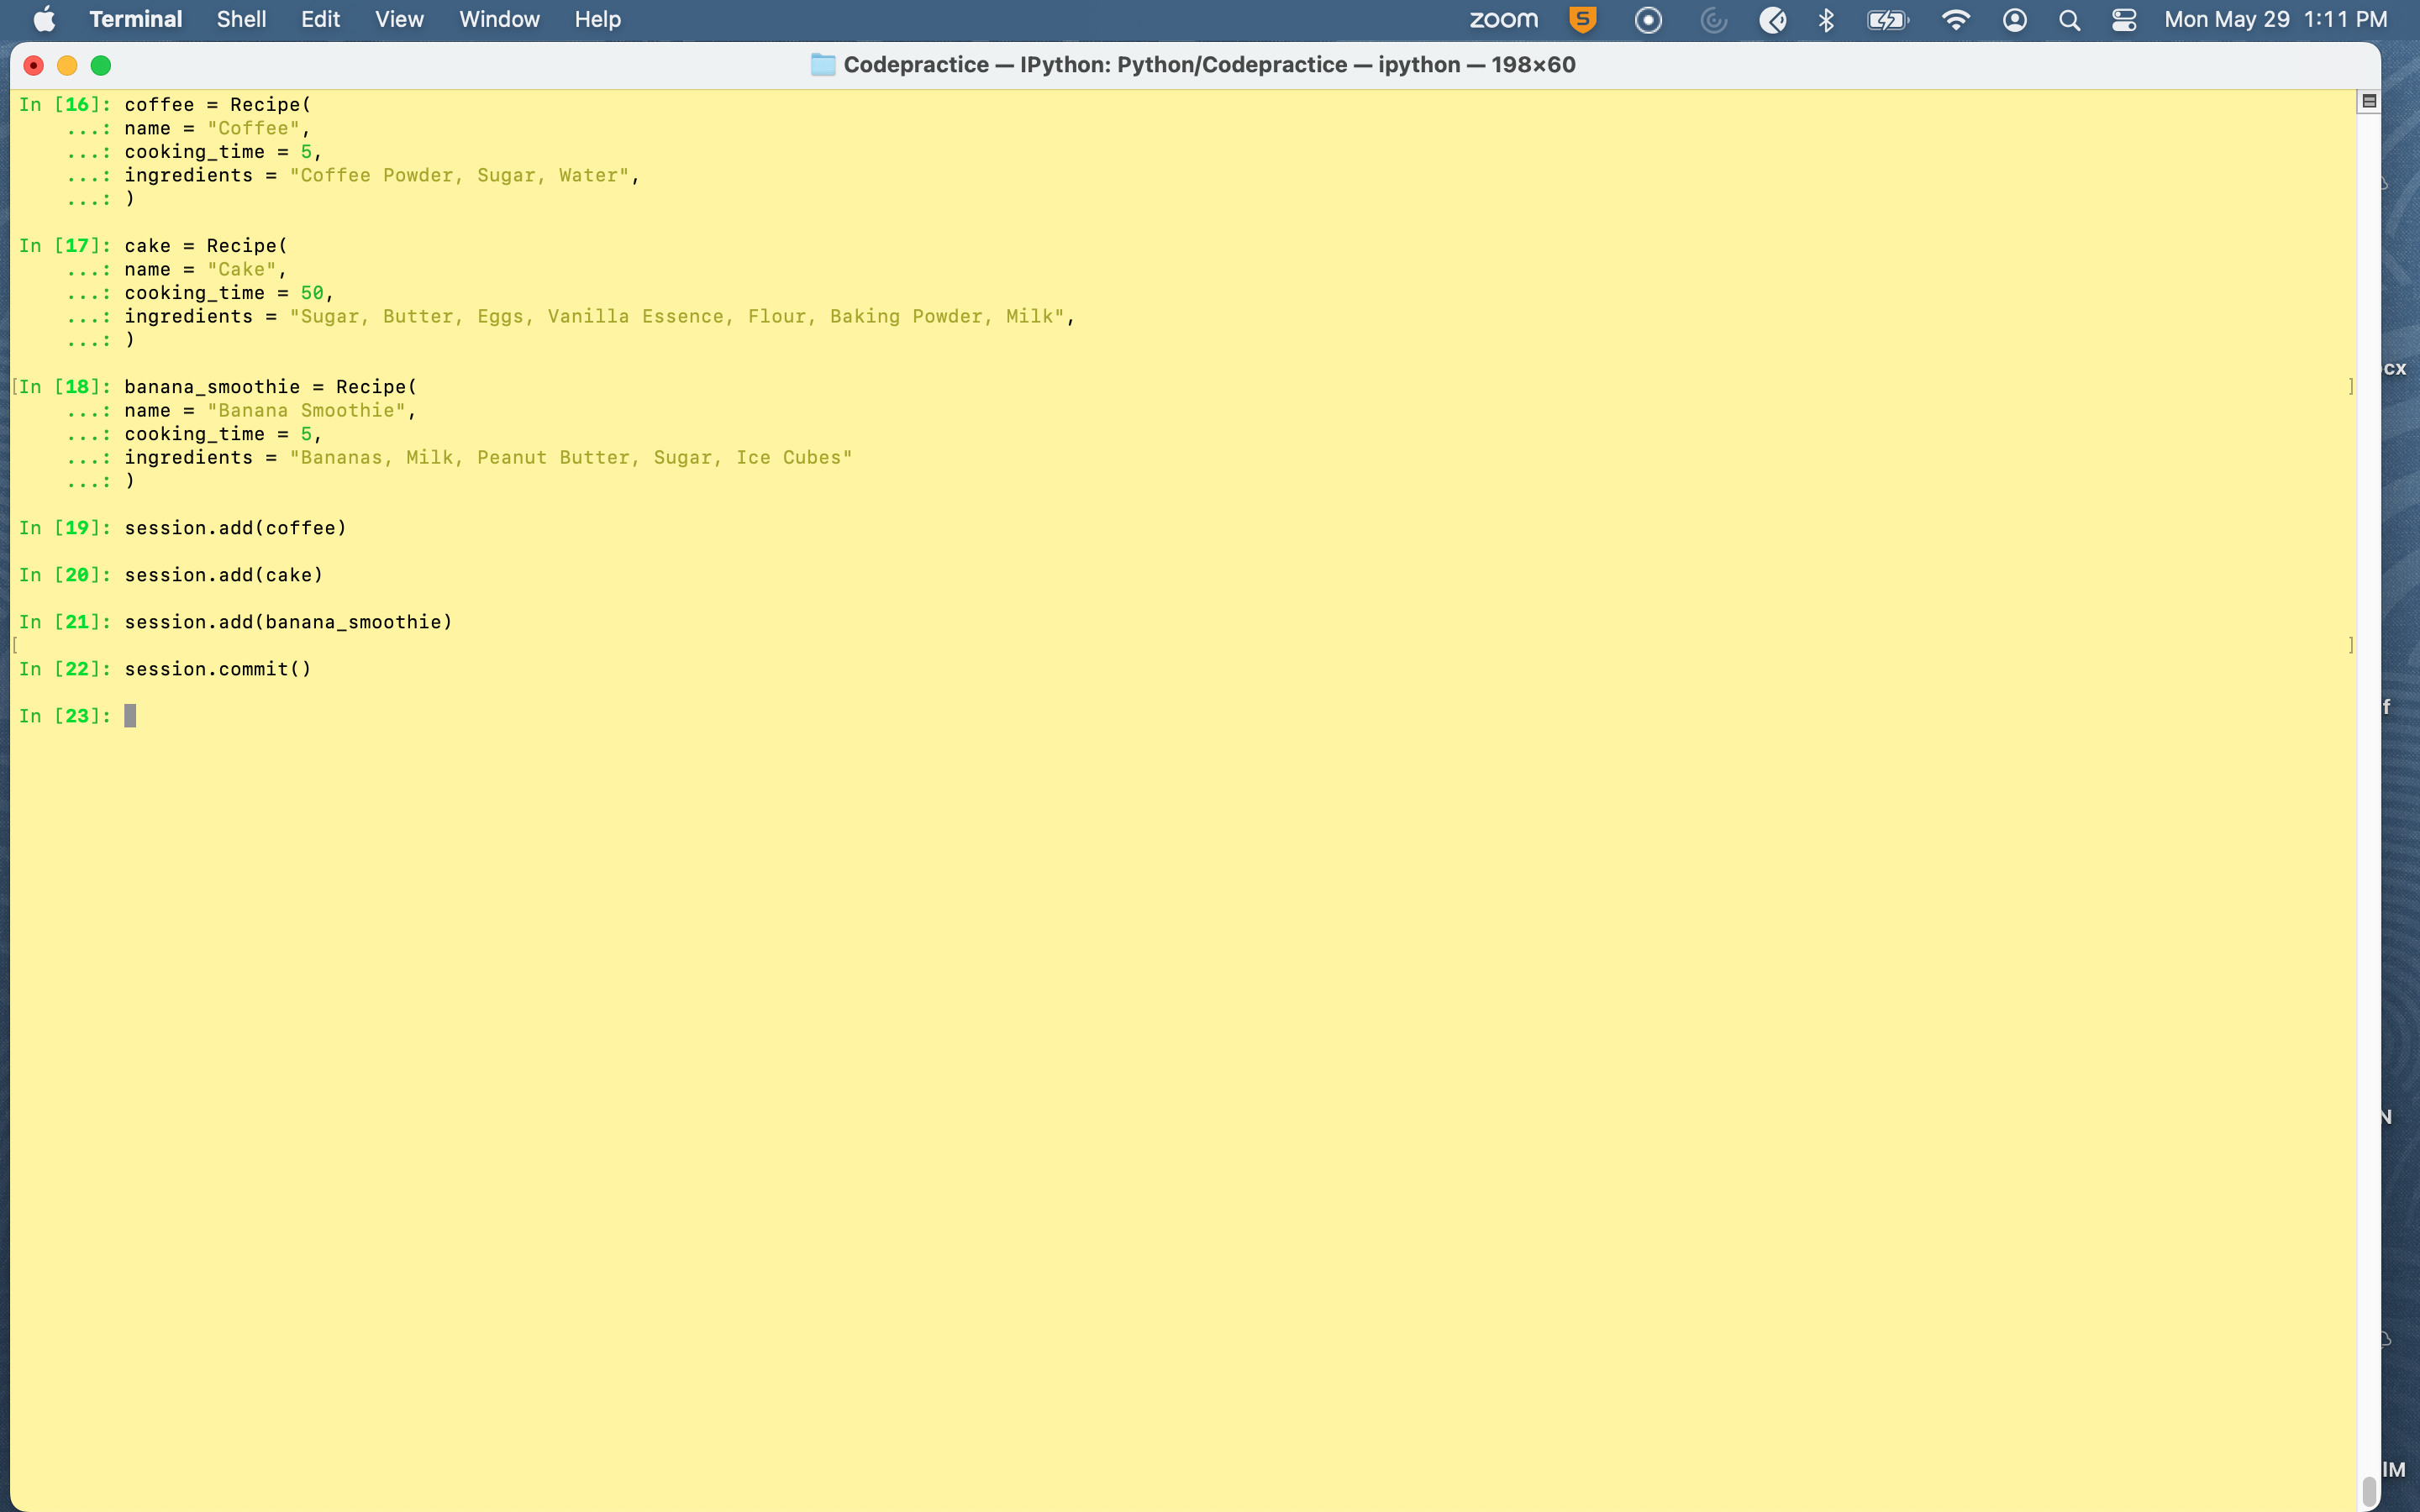 Terminal Shell Edit View Window Help zoom S Mon May 29 1:11 PM
Codepractice — IPython: Python/Codepractice — ipython — 198×60
In [16]: coffee = Recipe(
    ...: name = "Coffee",
    ...: cooking_time = 5,
    ...: ingredients = "Coffee Powder, Sugar, Water",
    ...: )
In [17]: cake = Recipe(
    ...: name = "Cake",
    ...: cooking_time = 50,
    ...: ingredients = "Sugar, Butter, Eggs, Vanilla Essence, Flour, Baking Powder, Milk",
    ...: )
[In [18]: banana_smoothie = Recipe( ]
    ...: name = "Banana Smoothie",
    ...: cooking_time = 5,
    ...: ingredients = "Bananas, Milk, Peanut Butter, Sugar, Ice Cubes"
    ...: )
In [19]: session.add(coffee)
In [20]: session.add(cake)
In [21]: session.add(banana_smoothie)
[ ]
In [22]: session.commit()
In [23]: